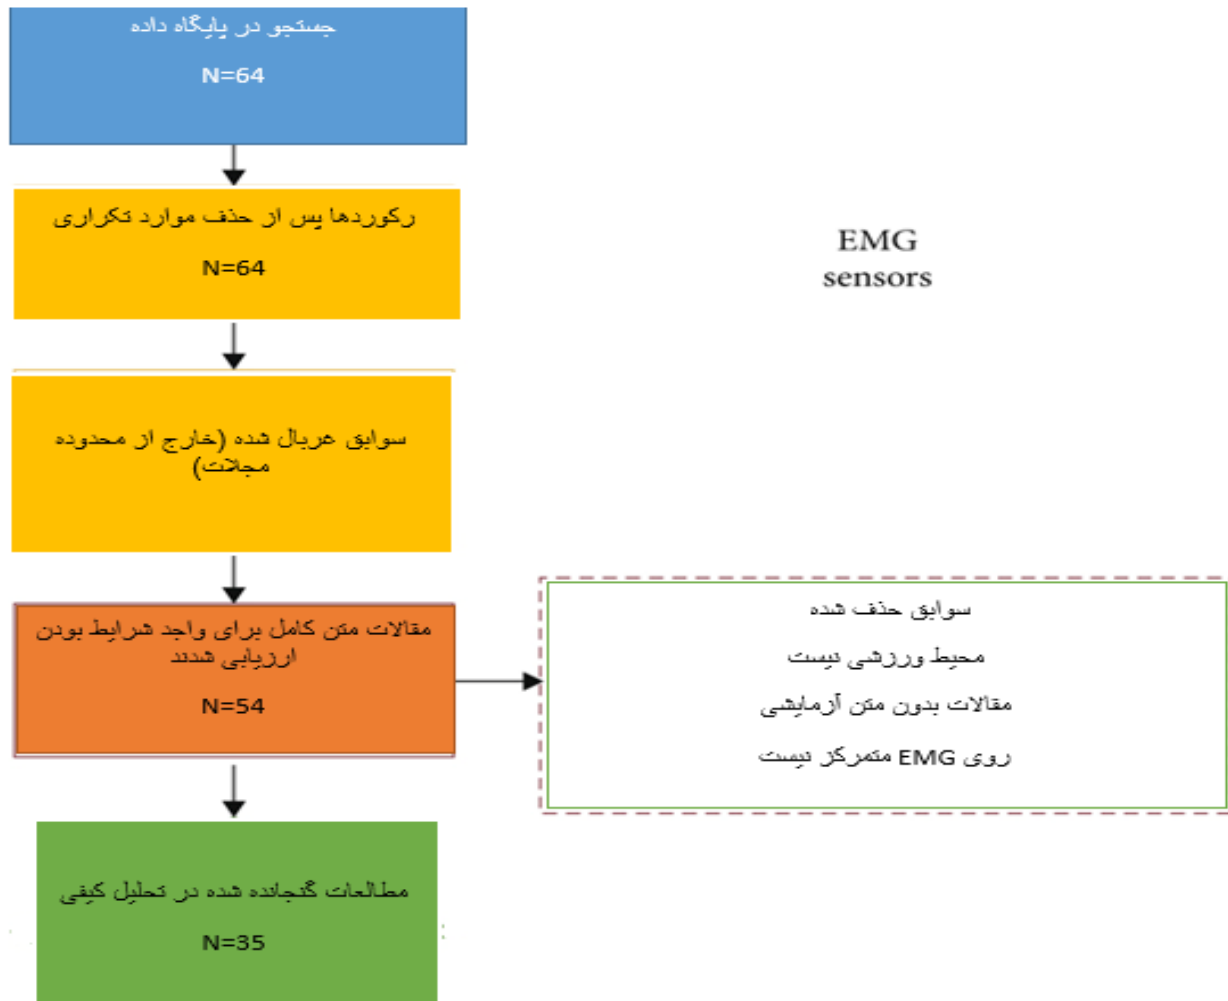 جستجو در پایگاه داده
N=64
رکوردها پس از حذف موارد تکراری
N=64
EMG
sensors
سوابق غربال شده (خارج از محدوده
مجلات)
مقالات متن کامل برای واجد شرایط بودن
ارزیابی شدند
N=54
سوابق حذف شده
محیط ورزشی نیست
مقالات بدون متن آزمایشی
روی EMG متمرکز نیست
مطالعات گنجانده شده در تحلیل کیفی
N=35